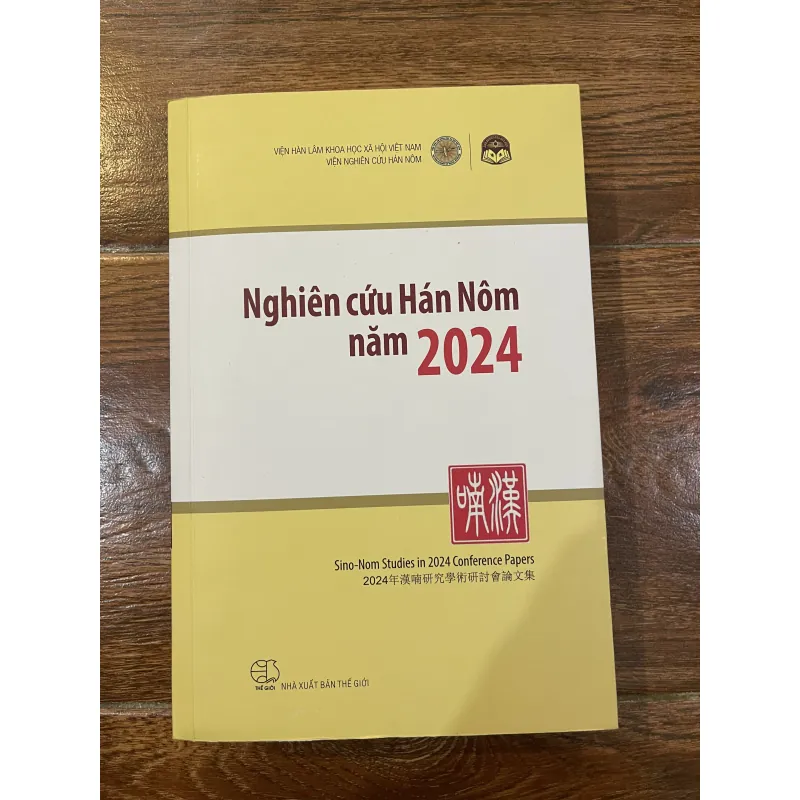 VIỆN HÀN LÂM KHOA HỌC XÃ HỘI VIỆT NAM
VIỆN NGHIÊN CỨU HÁN NÔM
Nghiên cứu Hán Nôm
năm 2024
漢喃
Sino-Nom Studies in 2024 Conference Papers
2024年漢喃研究學術研討會論文集
THẾ GIỚI
NHÀ XUẤT BẢN THẾ GIỚI